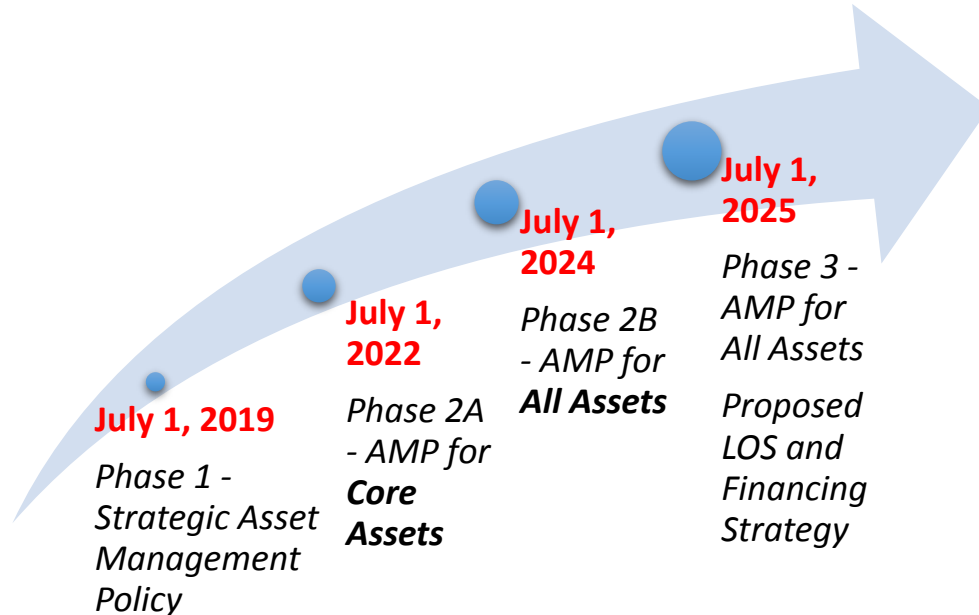 July 1, 2019
Phase 1 -
Strategic Asset
Management
Policy
July 1,
2022
Phase 2A
- AMP for
Core
Assets
July 1,
2024
Phase 2B
- AMP for
All Assets
July 1,
2025
Phase 3 -
AMP for
All Assets
Proposed
LOS and
Financing
Strategy